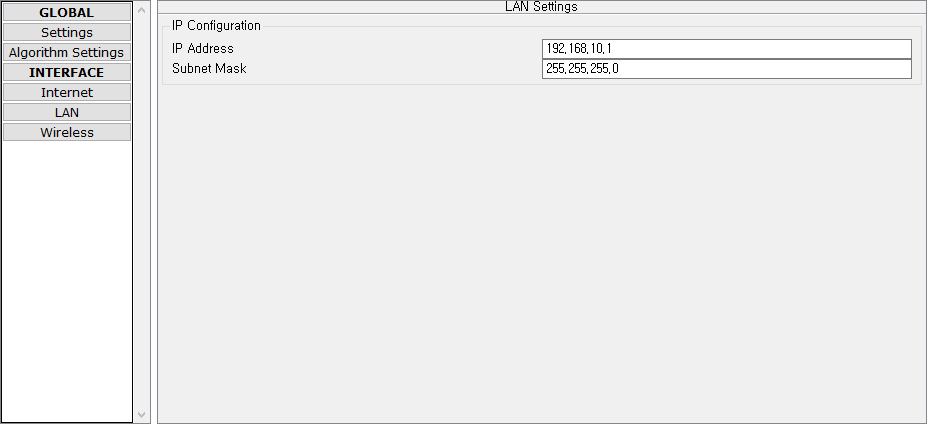 GLOBAL
Settings
Algorithm Settings
INTERFACE
Internet
LAN
Wireless
LAN Settings
IP Configuration
IP Address 192.168.10.1
Subnet Mask 255.255.255.0